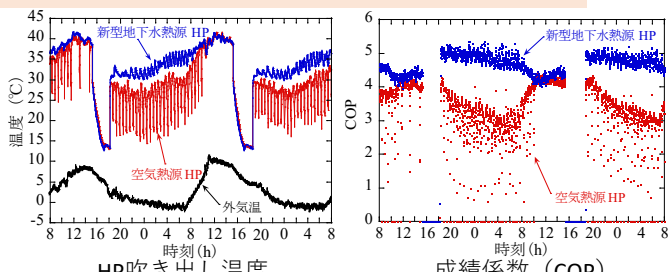 45
40
35
30
25
20
15
10
5
0
-5
温度 (℃)
新型地下水熱源 HP
空気熱源 HP
外気温
8 12 16 20 0 4 8 12 16 20 0 4 8
時刻(h)
HP吹き出し温度
6
5
4
3
2
1
0
COP
新型地下水熱源 HP
空気熱源 HP
8 12 16 20 0 4 8 12 16 20 0 4 8
時刻(h)
成績係数（COP）